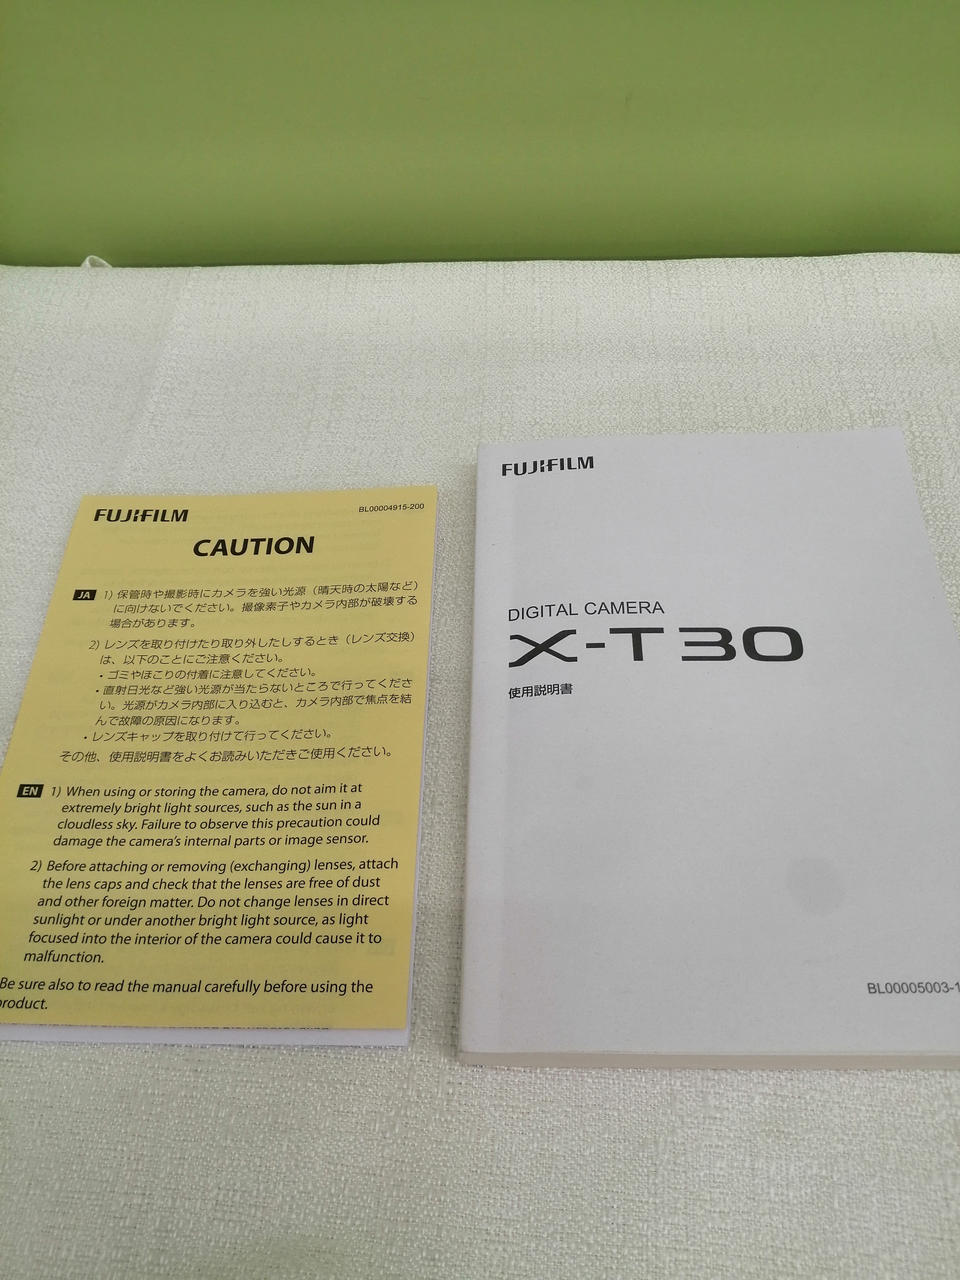 FUJIFILM
BL00004915-200
CAUTION
JA 1) 保管時や撮影時にカメラを強い光源（晴天時の太陽など）
に向けないでください。撮像素子やカメラ内部が破壊する
場合があります。
2) レンズを取り付けたり取り外したしするとき（レンズ交換）
は、以下のことにご注意ください。
・ゴミやほこりの付着に注意してください。
・直射日光など強い光源が当たらないところで行ってくださ
い。光源がカメラ内部に入り込むと、カメラ内部で焦点を結
んで故障の原因になります。
・レンズキャップを取り付けて行ってください。
その他、使用説明書をよくお読みいただきご使用ください。
EN 1) When using or storing the camera, do not aim it at
extremely bright light sources, such as the sun in a
cloudless sky. Failure to observe this precaution could
damage the camera's internal parts or image sensor.
2) Before attaching or removing (exchanging) lenses, attach
the lens caps and check that the lenses are free of dust
and other foreign matter. Do not change lenses in direct
sunlight or under another bright light source, as light
focused into the interior of the camera could cause it to
malfunction.
Be sure also to read the manual carefully before using the
product.
FUJIFILM
DIGITAL CAMERA
X-T30
使用説明書
BL00005003-1